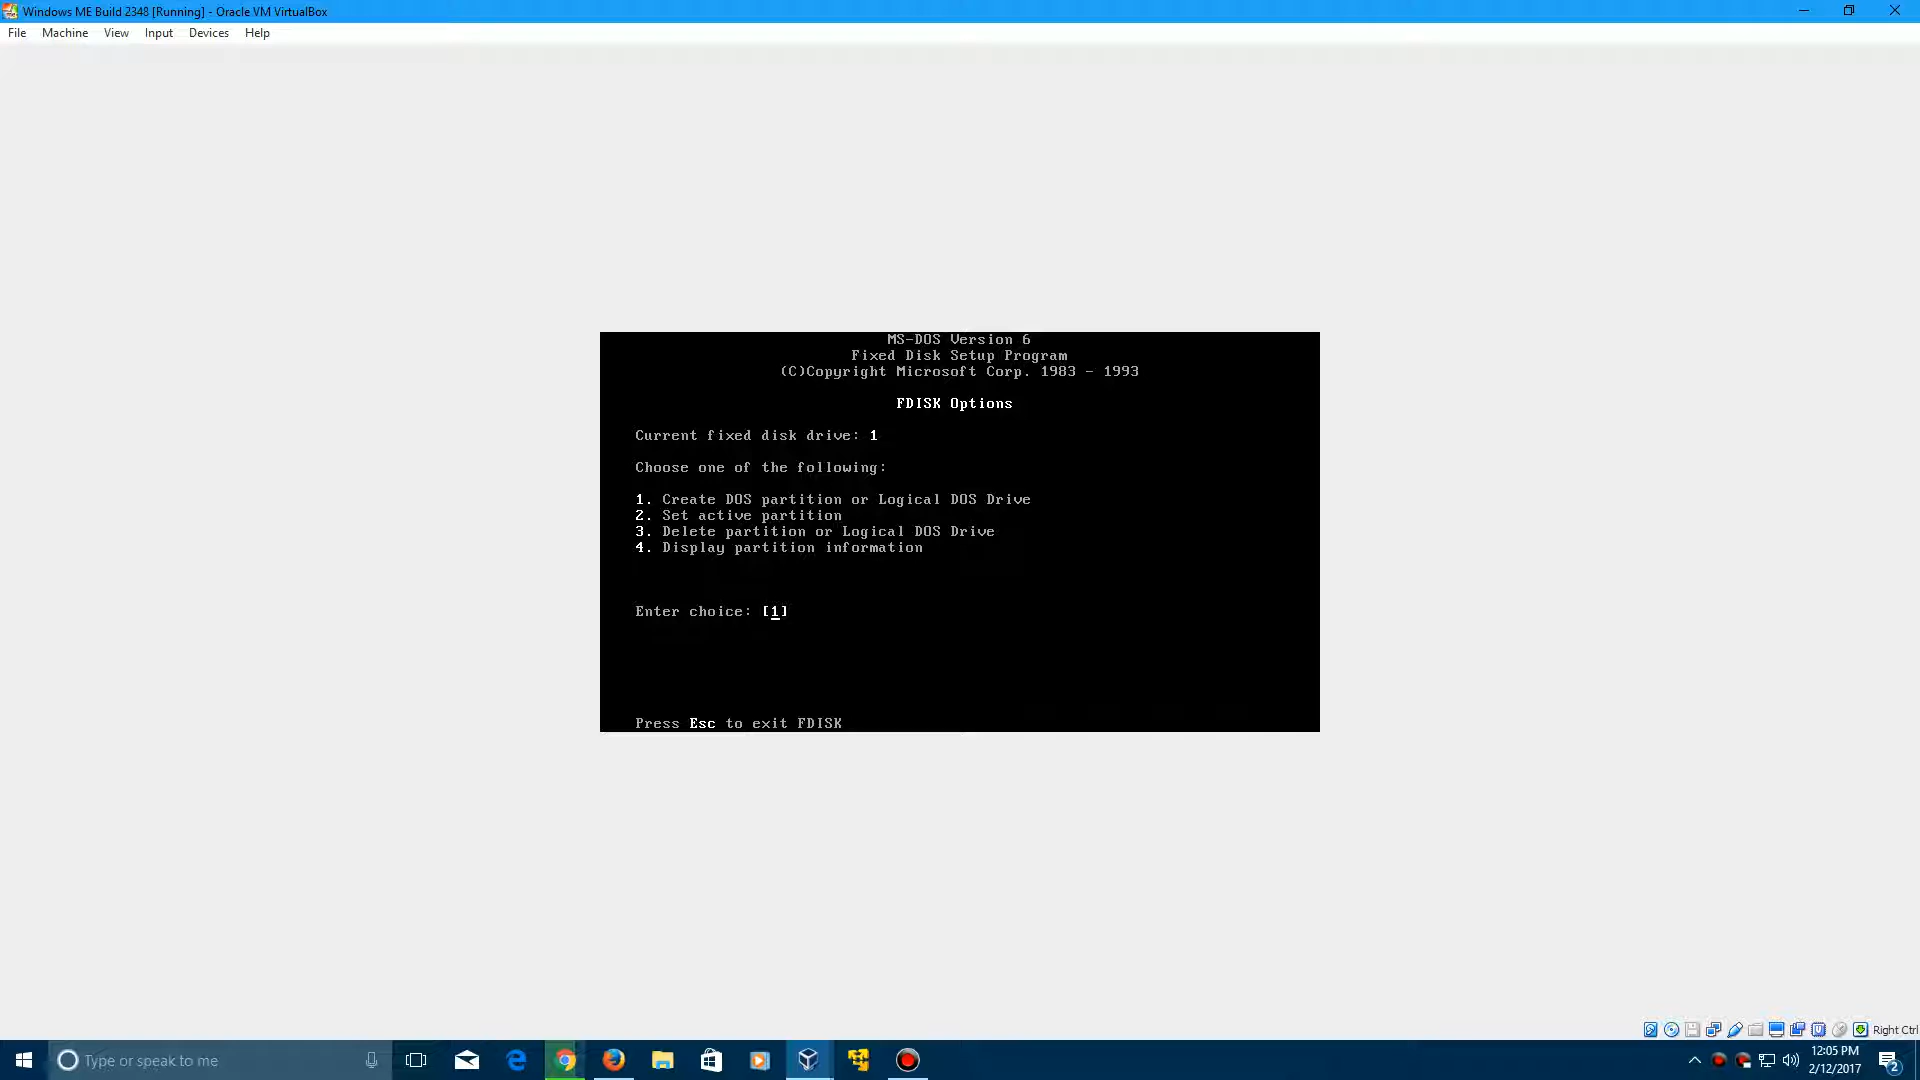 Windows ME Build 2348 [Running] - Oracle VM VirtualBox
File Machine View Input Devices Help
MS-DOS Version 6
Fixed Disk Setup Program
(C)Copyright Microsoft Corp. 1983 - 1993
FDISK Options
Current fixed disk drive: 1
Choose one of the following:
1. Create DOS partition or Logical DOS Drive
2. Set active partition
3. Delete partition or Logical DOS Drive
4. Display partition information
Enter choice: [1]
Press Esc to exit FDISK
Right Ctrl
Type or speak to me
12:05 PM
2/12/2017
2